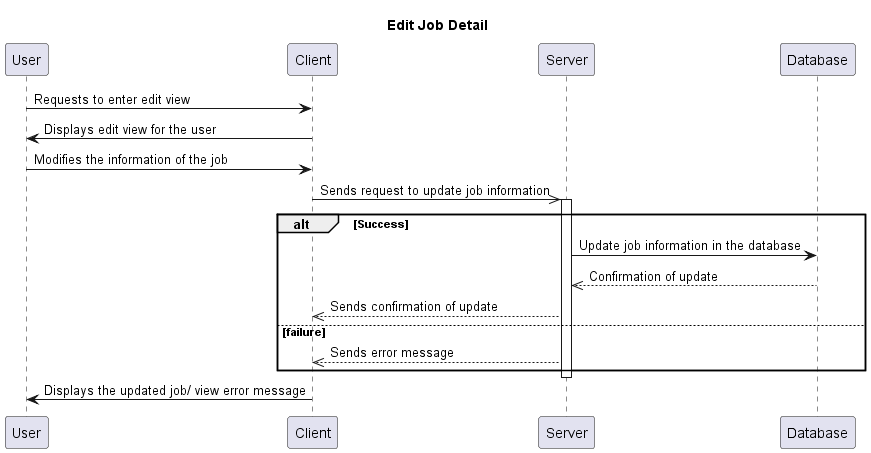 Edit Job Detail
User
Client
Server
Database
Requests to enter edit view
Displays edit view for the user
Modifies the information of the job
Sends request to update job information
alt
[Success]
Update job information in the database
Confirmation of update
Sends confirmation of update
[failure]
Sends error message
Displays the updated job/ view error message
User
Client
Server
Database